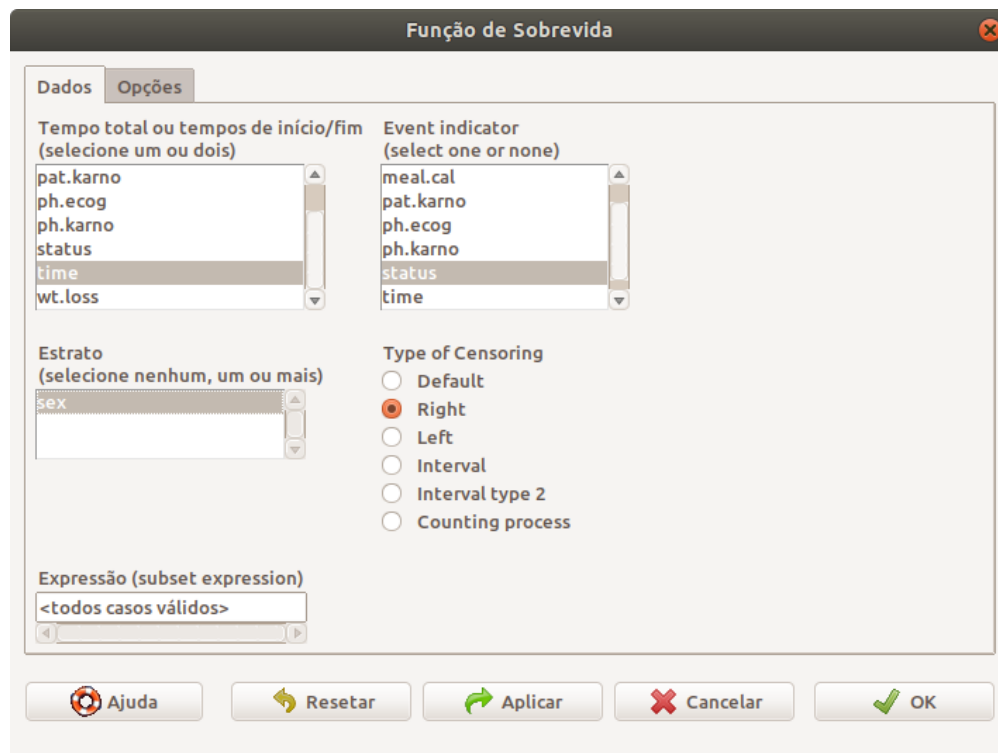 Função de Sobrevida
Dados Opções
Tempo total ou tempos de início/fim
(selecione um ou dois)
pat.karno
ph.ecog
ph.karno
status
time
wt.loss
Event indicator
(select one or none)
meal.cal
pat.karno
ph.ecog
ph.karno
status
time
Estrato
(selecione nenhum, um ou mais)
sex
Type of Censoring
Default
Right
Left
Interval
Interval type 2
Counting process
Expressão (subset expression)
<todos casos válidos>
Ajuda Resetar Aplicar Cancelar OK